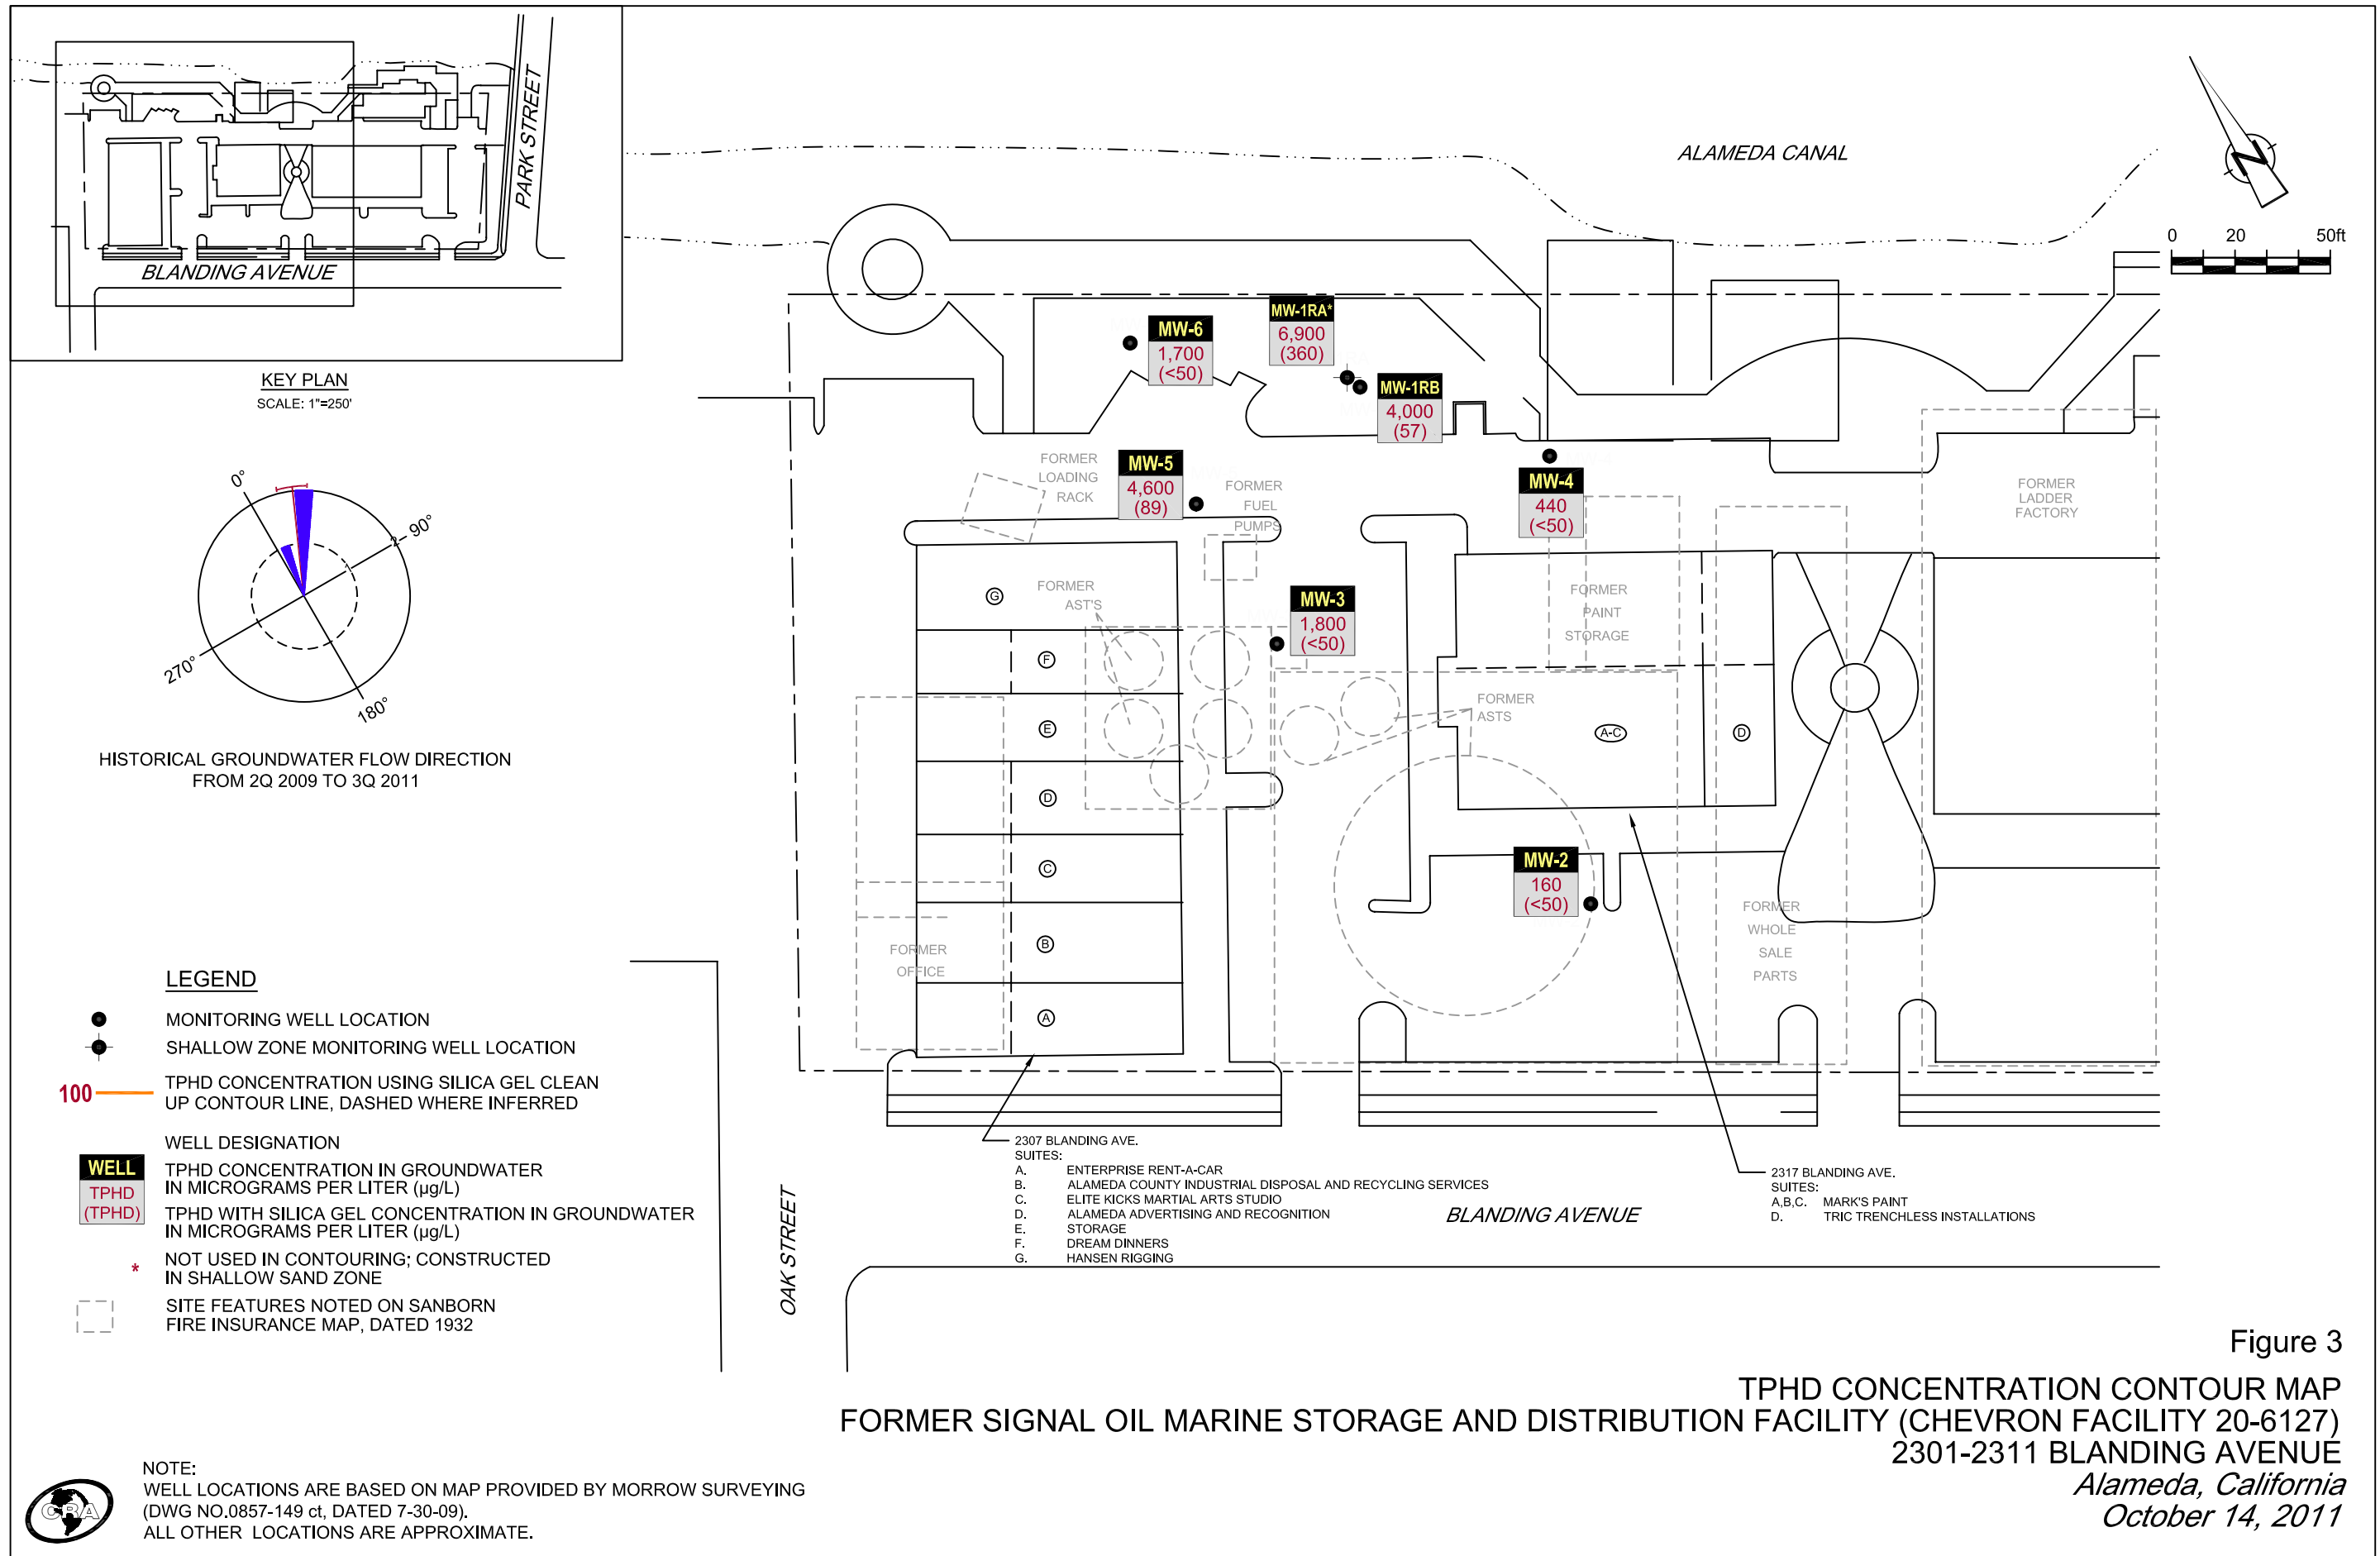 PARK STREET
BLANDING AVENUE
KEY PLAN
SCALE: 1"=250'
0°
90°
2
270°
180°
HISTORICAL GROUNDWATER FLOW DIRECTION
FROM 2Q 2009 TO 3Q 2011
ALAMEDA CANAL
N
0 20 50ft
MW-6
1,700
(<50)
MW-1RA*
6,900
(360)
MW-1RB
4,000
(57)
MW-5
4,600
(89)
MW-4
440
(<50)
MW-3
1,800
(<50)
MW-2
160
(<50)
FORMER
LOADING
RACK
FORMER
FUEL
PUMPS
FORMER
AST'S
FORMER
PAINT
STORAGE
FORMER
ASTS
FORMER
LADDER
FACTORY
FORMER
OFFICE
FORMER
WHOLE
SALE
PARTS
G
F
E
D
C
B
A
A-C
D
LEGEND
MONITORING WELL LOCATION
SHALLOW ZONE MONITORING WELL LOCATION
100
TPHD CONCENTRATION USING SILICA GEL CLEAN
UP CONTOUR LINE, DASHED WHERE INFERRED
WELL DESIGNATION
WELL
TPHD
(TPHD)
TPHD CONCENTRATION IN GROUNDWATER
IN MICROGRAMS PER LITER (µg/L)
TPHD WITH SILICA GEL CONCENTRATION IN GROUNDWATER
IN MICROGRAMS PER LITER (µg/L)
* NOT USED IN CONTOURING; CONSTRUCTED
IN SHALLOW SAND ZONE
SITE FEATURES NOTED ON SANBORN
FIRE INSURANCE MAP, DATED 1932
OAK STREET
2307 BLANDING AVE.
SUITES:
A. ENTERPRISE RENT-A-CAR
B. ALAMEDA COUNTY INDUSTRIAL DISPOSAL AND RECYCLING SERVICES
C. ELITE KICKS MARTIAL ARTS STUDIO
D. ALAMEDA ADVERTISING AND RECOGNITION
E. STORAGE
F. DREAM DINNERS
G. HANSEN RIGGING
BLANDING AVENUE
2317 BLANDING AVE.
SUITES:
A,B,C. MARK'S PAINT
D. TRIC TRENCHLESS INSTALLATIONS
Figure 3
TPHD CONCENTRATION CONTOUR MAP
FORMER SIGNAL OIL MARINE STORAGE AND DISTRIBUTION FACILITY (CHEVRON FACILITY 20-6127)
2301-2311 BLANDING AVENUE
Alameda, California
October 14, 2011
CRA
NOTE:
WELL LOCATIONS ARE BASED ON MAP PROVIDED BY MORROW SURVEYING
(DWG NO.0857-149 ct, DATED 7-30-09).
ALL OTHER LOCATIONS ARE APPROXIMATE.